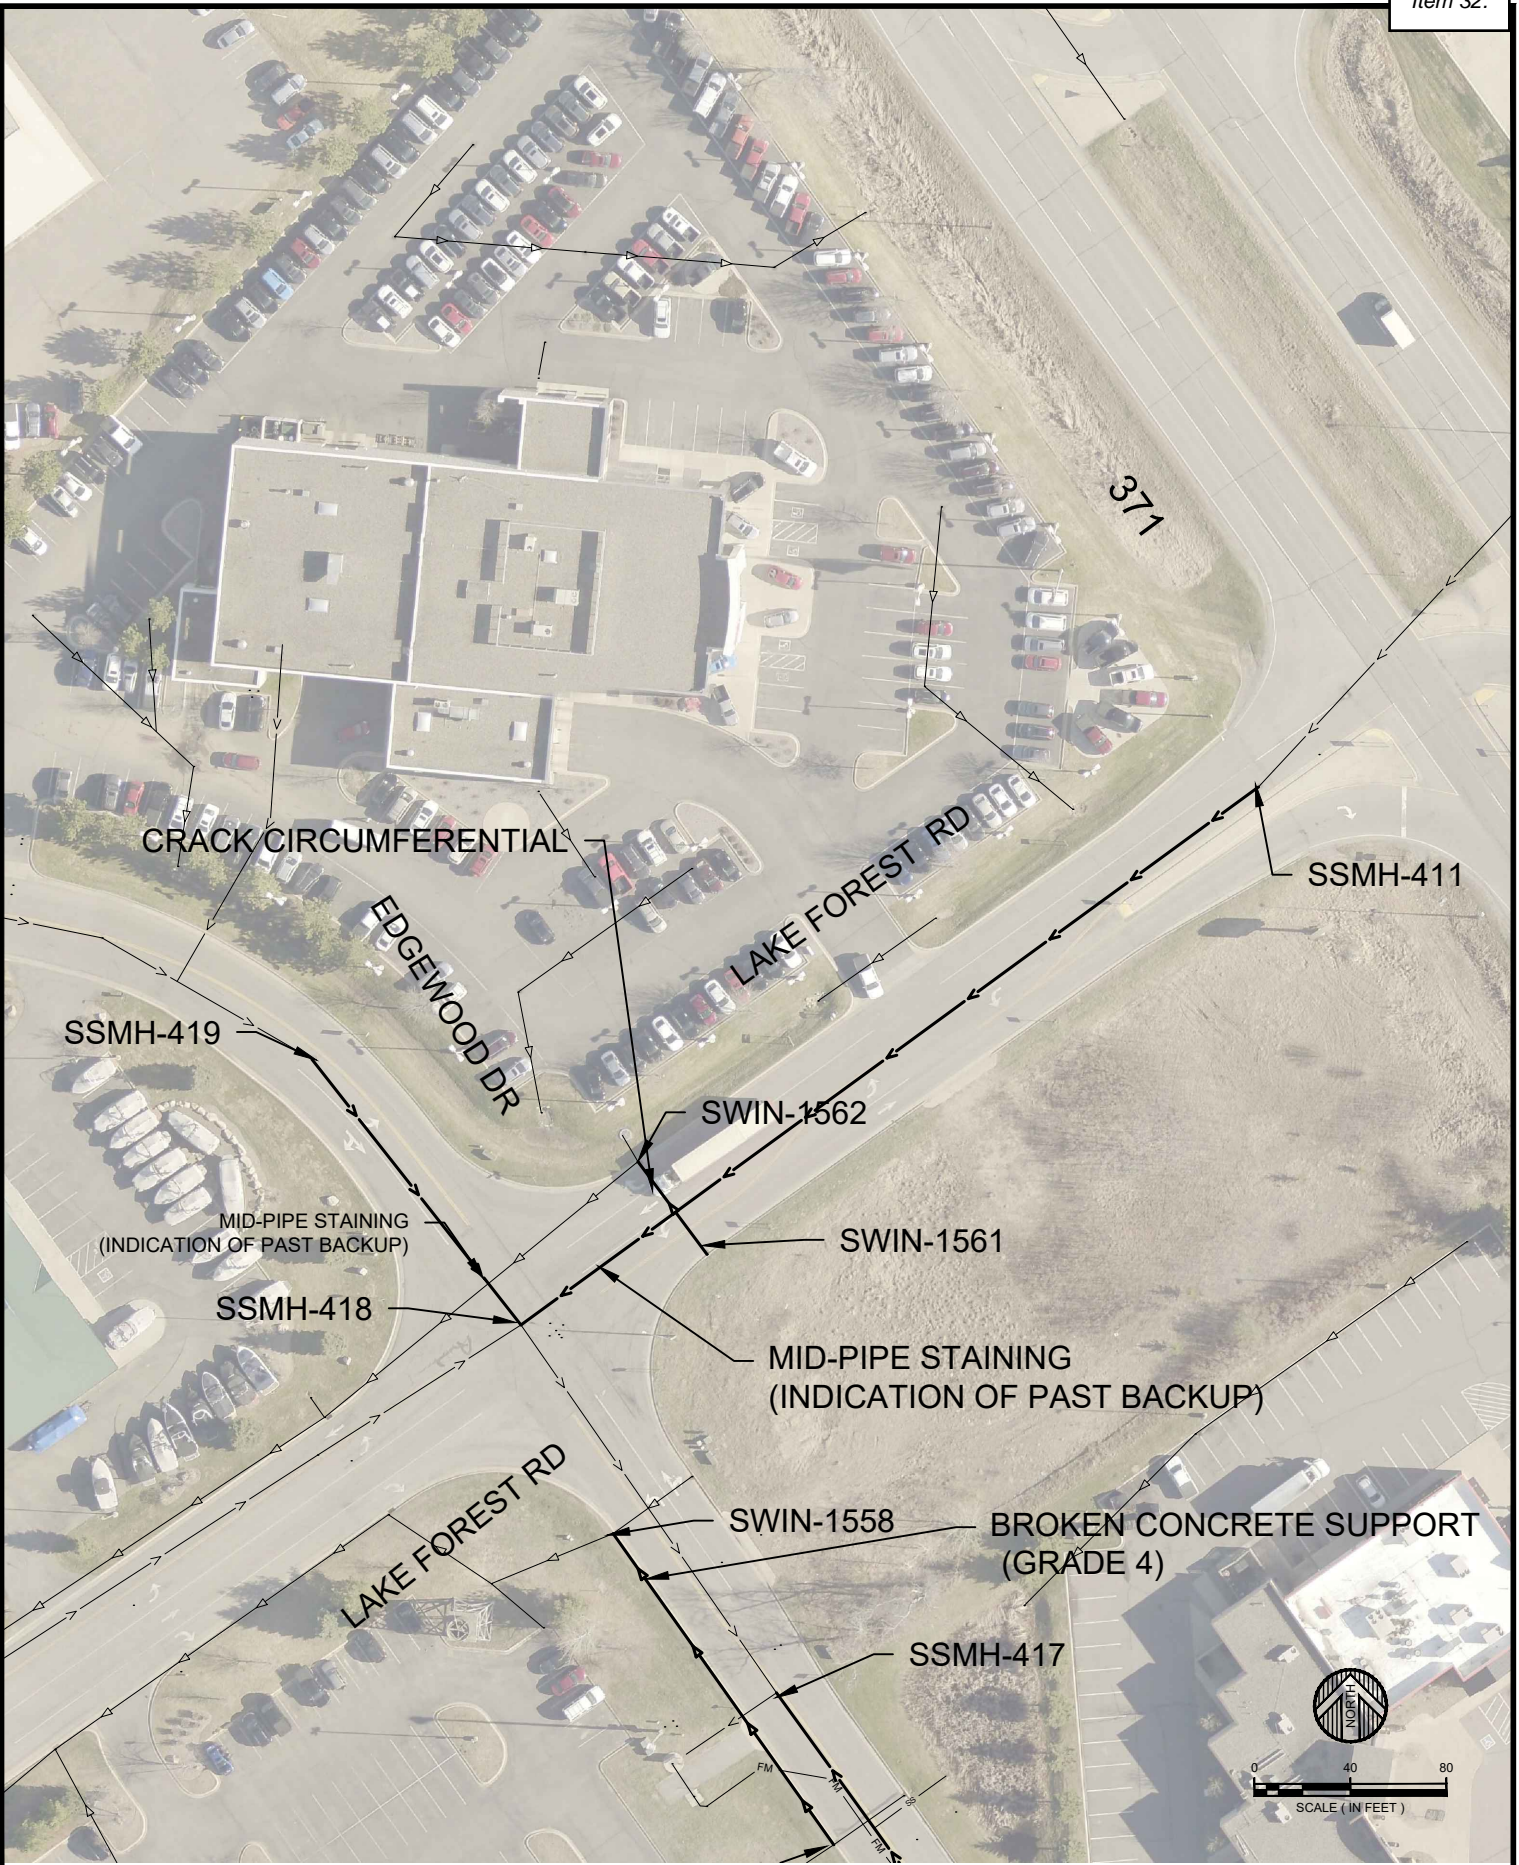 Item 32.
371
CRACK CIRCUMFERENTIAL
LAKE FOREST RD
SSMH-411
EDGEWOOD DR
SSMH-419
SWIN-1562
MID-PIPE STAINING
(INDICATION OF PAST BACKUP)
SWIN-1561
SSMH-418
MID-PIPE STAINING
(INDICATION OF PAST BACKUP)
LAKE FOREST RD
SWIN-1558
BROKEN CONCRETE SUPPORT
(GRADE 4)
SSMH-417
NORTH
FM
FM
FM
0 40 80
SCALE ( IN FEET )